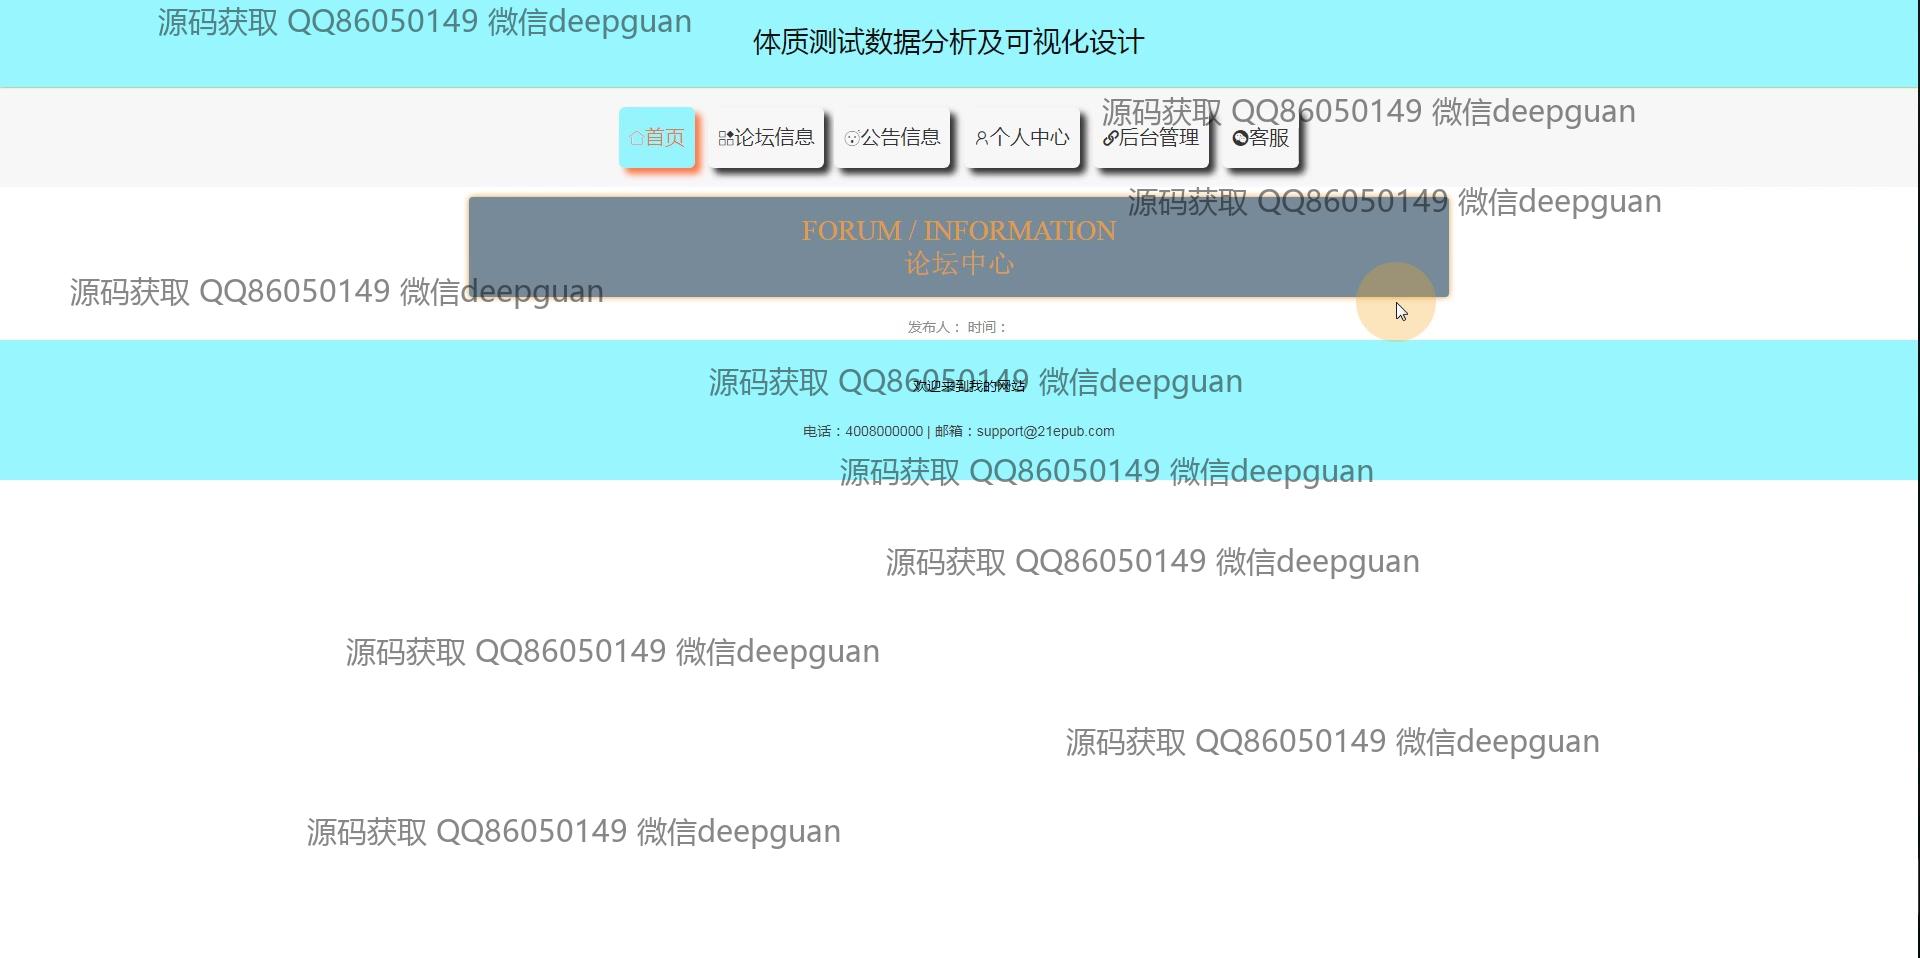 源码获取 QQ86050149 微信deepguan
体质测试数据分析及可视化设计
源码获取 QQ86050149 微信deepguan
首页 论坛信息 公告信息 个人中心 后台管理 客服
源码获取 QQ86050149 微信deepguan
FORUM / INFORMATION
论坛中心
源码获取 QQ86050149 微信deepguan
发布人： 时间：
源码获取 QQ86050149 微信deepguan
欢迎来到我的网站
电话：4008000000 | 邮箱：support@21epub.com
源码获取 QQ86050149 微信deepguan
源码获取 QQ86050149 微信deepguan
源码获取 QQ86050149 微信deepguan
源码获取 QQ86050149 微信deepguan
源码获取 QQ86050149 微信deepguan